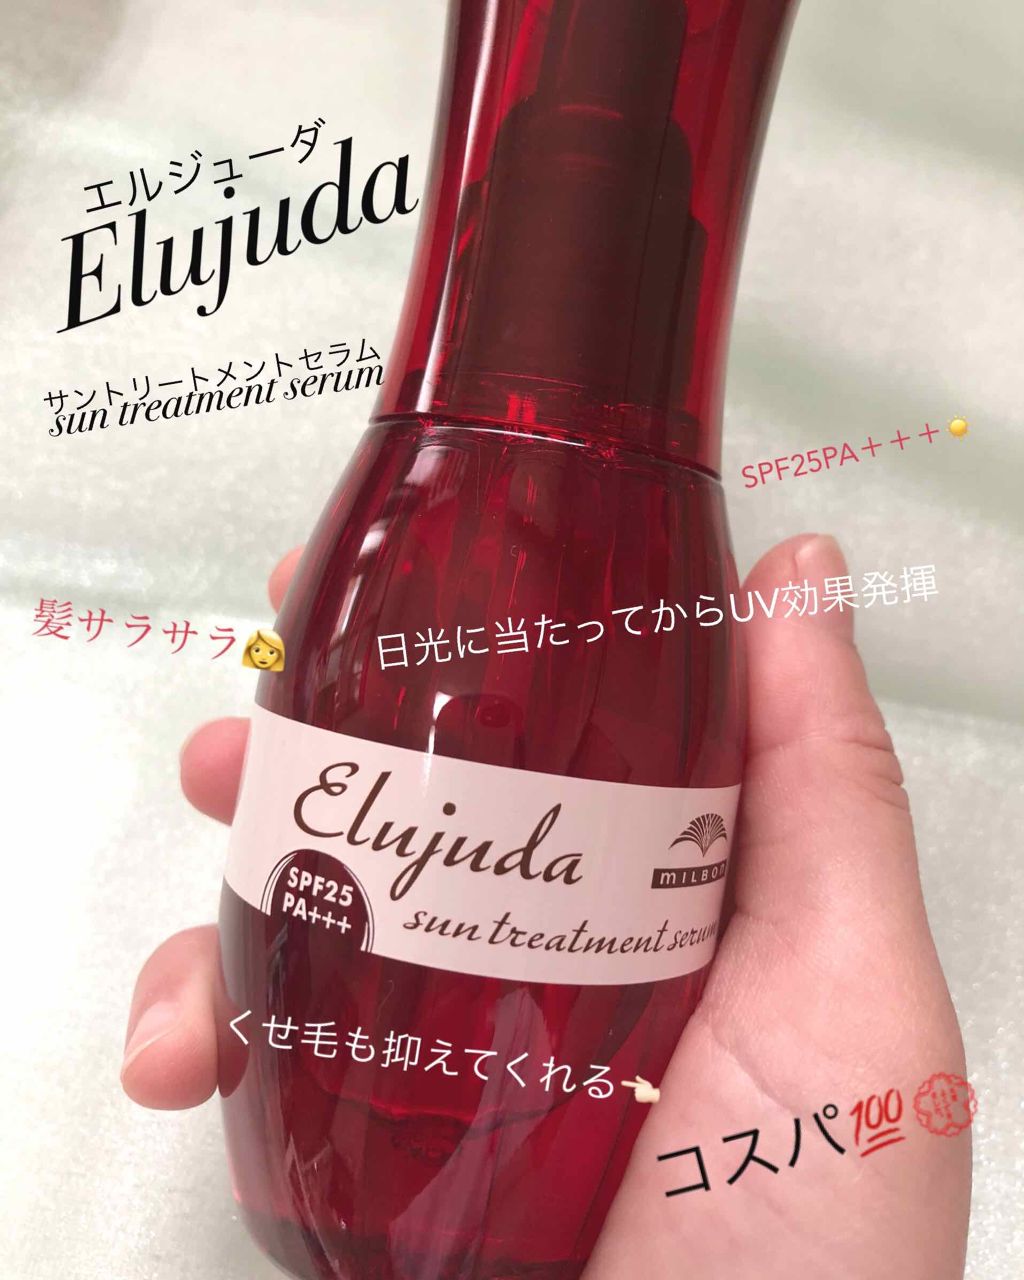 エルジューダ
Elujuda
サントリートメントセラム
sun treatment serum
SPF25PA+++☀️
日光に当たってからUV効果発揮
髪サラサラ👩
Elujuda
MILBON
SPF25
PA+++
sun treatment serum
くせ毛も抑えてくれる👈🏻
コスパ💯